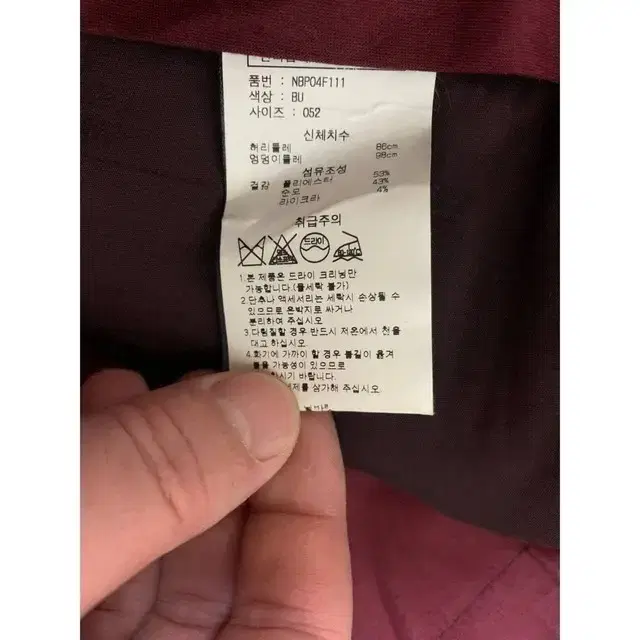 품번 : NBP04F111
색상 : BU
사이즈 : 052
신체치수
허리둘레 86cm
엉덩이둘레 98cm
섬유조성
겉감 폴리에스터 53%
순모 43%
라이크라 4%
취급주의
드라이
1.본 제품은 드라이 크리닝만
가능합니다.(물세탁 불가)
2.단추나 액세서리는 세탁시 손상될 수
있으므로 은박지로 싸거나
분리하여 주십시오
3.다림질할 경우 반드시 저온에서 천을
대고 하십시오
4.화기에 가까이 할 경우 불길이 옮겨
붙을 가능성이 있으므로
하시기 바랍니다.
를 삼가해 주십시오.